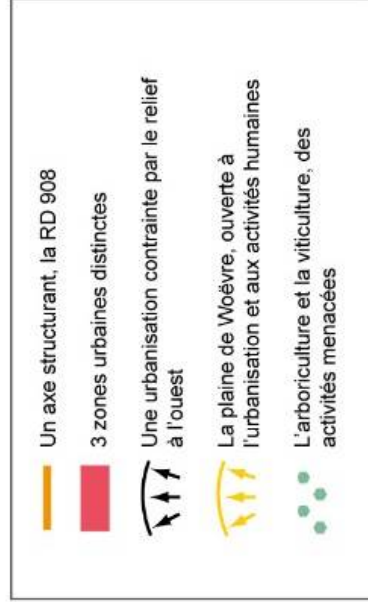 Un axe structurant, la RD 908
3 zones urbaines distinctes
Une urbanisation contrainte par le relief
à l'ouest
La plaine de Woëvre, ouverte à
l'urbanisation et aux activités humaines
L'arboriculture et la viticulture, des
activités menacées